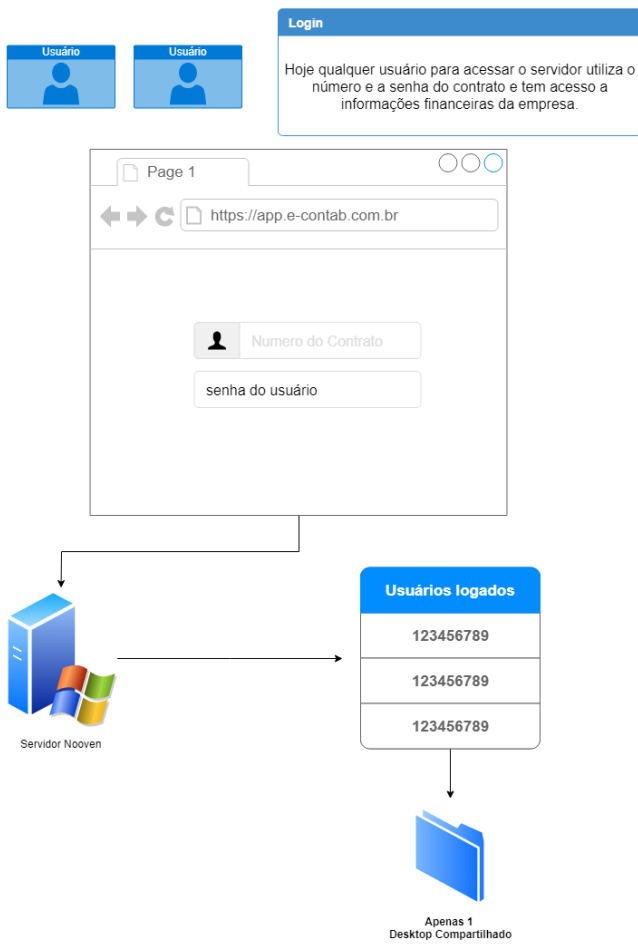 Usuário
Usuário
Login
Hoje qualquer usuário para acessar o servidor utiliza o
número e a senha do contrato e tem acesso a
informações financeiras da empresa.
Page 1
https://app.e-contab.com.br
Numero do Contrato
senha do usuário
Servidor Nooven
Usuários logados
123456789
123456789
123456789
Apenas 1
Desktop Compartilhado